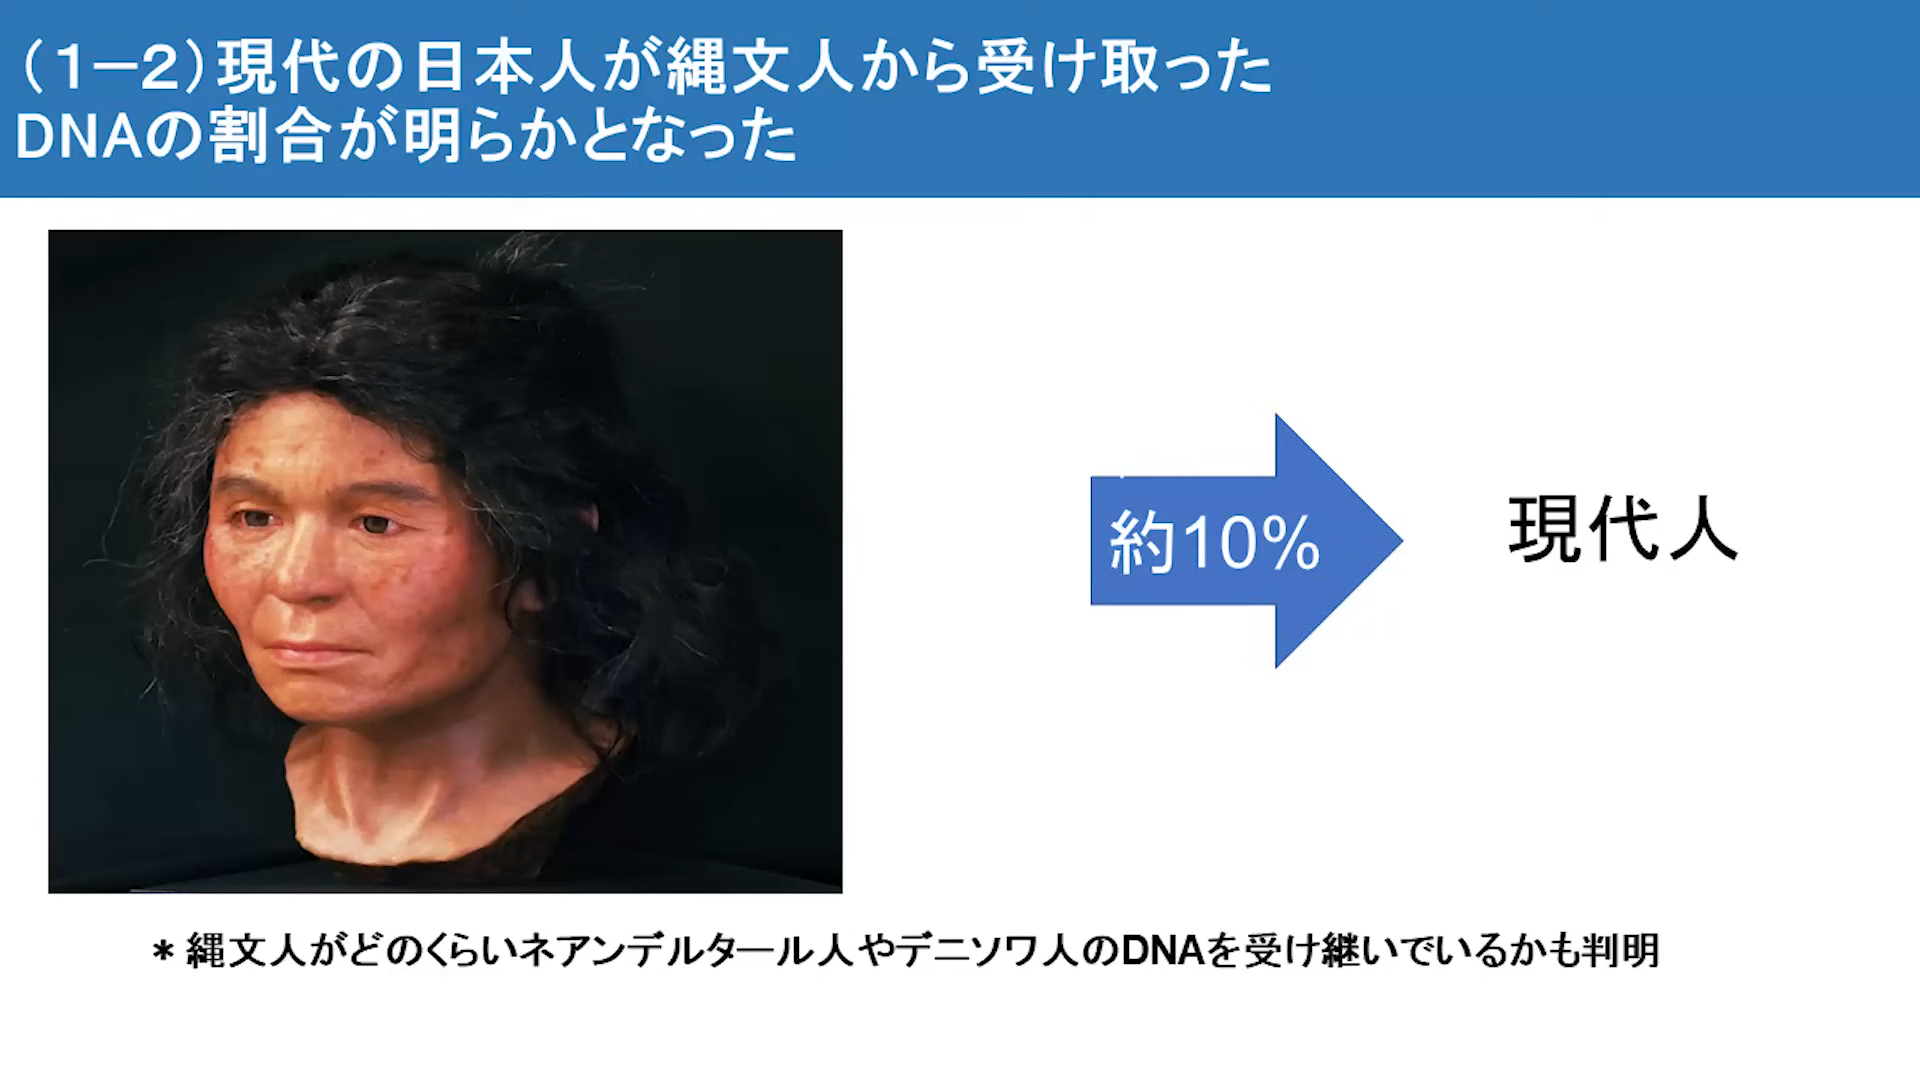 （１－２）現代の日本人が縄文人から受け取った
DNAの割合が明らかとなった
約10%
現代人
＊縄文人がどのくらいネアンデルタール人やデニソワ人のDNAを受け継いでいるかも判明